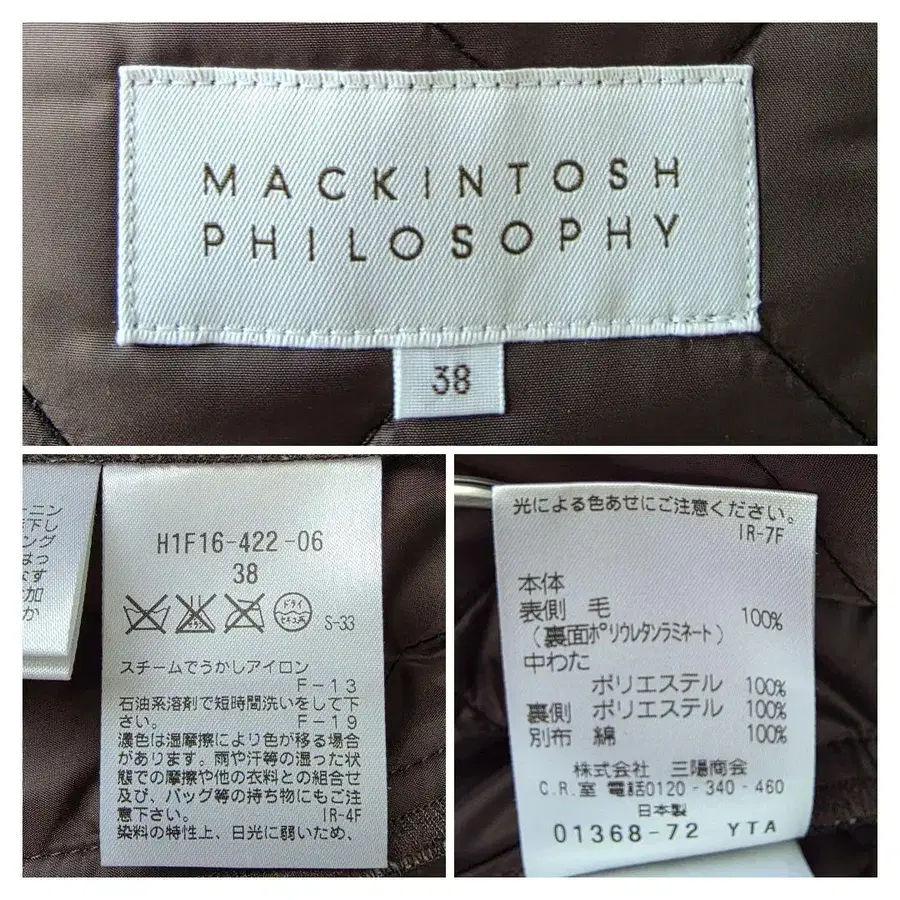 MACKINTOSH
PHILOSOPHY
38
H1F16-422-06
38
ドライ
セキユ系
S-33
スチームでうかしアイロン
F-13
石油系溶剤で短時間洗いをして下
さい。 F-19
濃色は湿摩擦により色が移る場合
があります。雨や汗等の湿った状
態での摩擦や他の衣料との組合せ
及び、バッグ等の持ち物にもご注
意下さい。 IR-4F
染料の特性上、日光に弱いため、
光による色あせにご注意ください。
IR-7F
本体
表側 毛 100%
(裏面ポリウレタンラミネート)
中わた
ポリエステル 100%
裏側 ポリエステル 100%
別布 綿 100%
株式会社 三陽商会
C.R.室 電話0120-340-460
日本製
01368-72 YTA